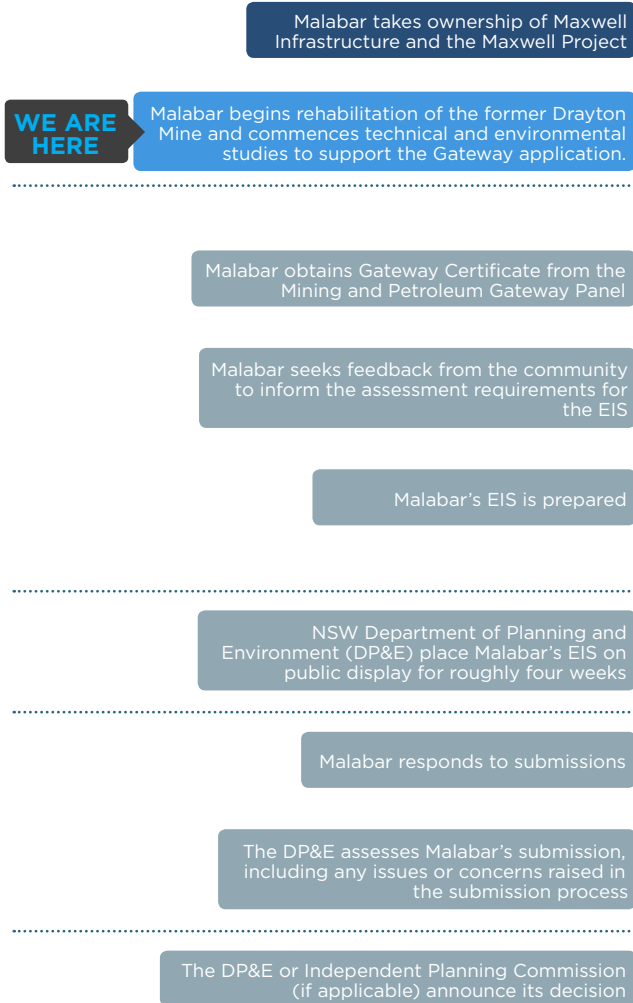 Malabar takes ownership of Maxwell
Infrastructure and the Maxwell Project
WE ARE
HERE
Malabar begins rehabilitation of the former Drayton
Mine and commences technical and environmental
studies to support the Gateway application.
Malabar obtains Gateway Certificate from the
Mining and Petroleum Gateway Panel
Malabar seeks feedback from the community
to inform the assessment requirements for
the EIS
Malabar’s EIS is prepared
NSW Department of Planning and
Environment (DP&E) place Malabar’s EIS on
public display for roughly four weeks
Malabar responds to submissions
The DP&E assesses Malabar’s submission,
including any issues or concerns raised in
the submission process
The DP&E or Independent Planning Commission
(if applicable) announce its decision